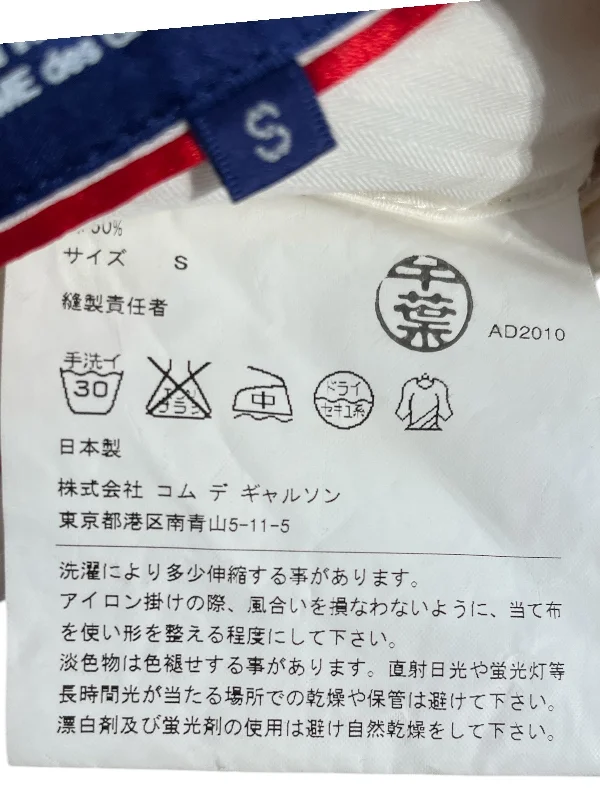 des
S
50%
サイズ S
縫製責任者
千葉
AD2010
手洗イ
30
中
ドライ
セキユ系
日本製
株式会社 コム デ ギャルソン
東京都港区南青山5-11-5
洗濯により多少伸縮する事があります。
アイロン掛けの際、風合いを損なわないように、当て布
を使い形を整える程度にして下さい。
淡色物は色褪せする事があります。直射日光や蛍光灯等
長時間光が当たる場所での乾燥や保管は避けて下さい。
漂白剤及び蛍光剤の使用は避け自然乾燥をして下さい。